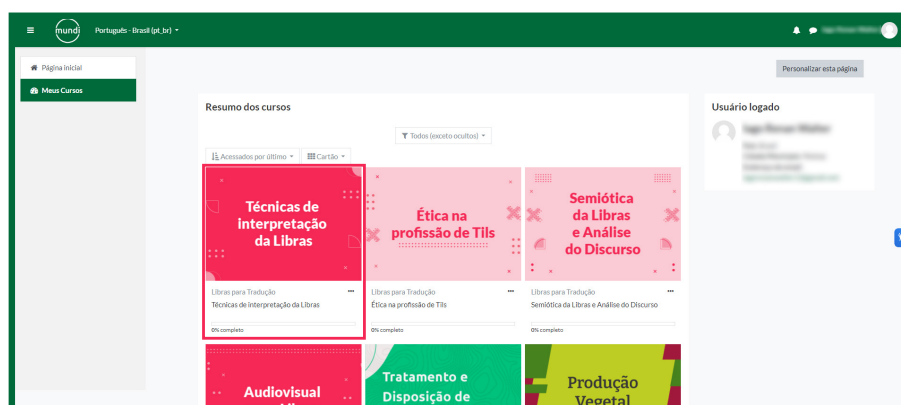 mundi
Português - Brasil (pt_br)
Página inicial
Meus Cursos
Personalizar esta página
Resumo dos cursos
Todos (exceto ocultos)
Acessados por último
Cartão
Técnicas de
interpretação
da Libras
Libras para Tradução
Técnicas de interpretação da Libras
0% completo
Ética na
profissão de Tils
Libras para Tradução
Ética na profissão de Tils
0% completo
Semiótica
da Libras
e Análise
do Discurso
Libras para Tradução
Semiótica da Libras e Análise do Discurso
0% completo
Audiovisual
Tratamento e
Disposição de
Produção
Vegetal
Usuário logado